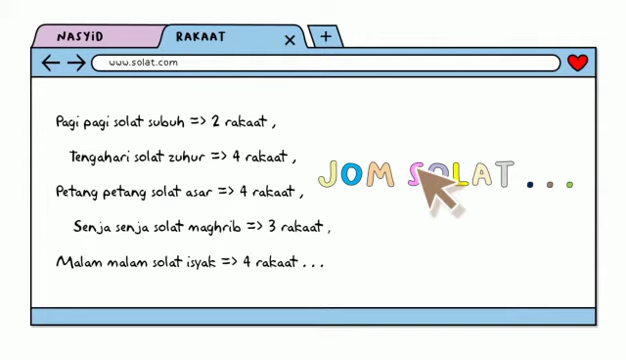 NASYiD
RAKAAT
www.solat.com
Pagi pagi solat subuh => 2 rakaat ,
Tengahari solat zuhur => 4 rakaat ,
Petang petang solat asar => 4 rakaat ,
Senja senja solat maghrib => 3 rakaat ,
Malam malam solat isyak => 4 rakaat . . .
JOM SOLAT . . .